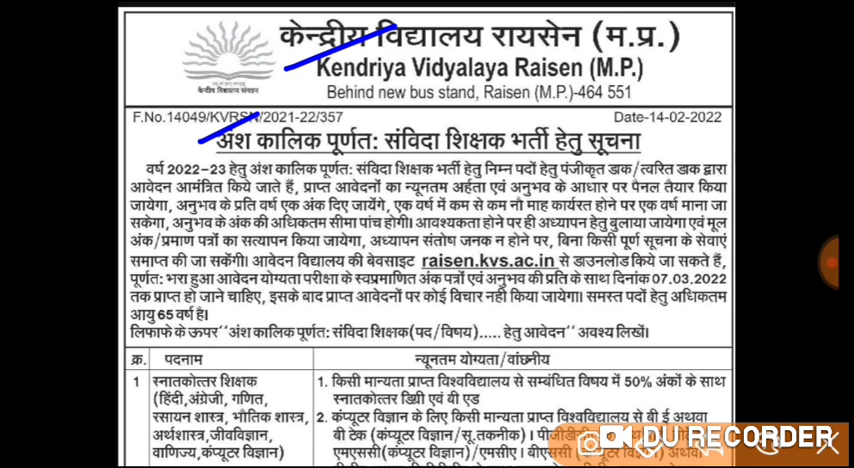 केन्द्रीय विद्यालय रायसेन (म.प्र.)
Kendriya Vidyalaya Raisen (M.P.)
Behind new bus stand, Raisen (M.P.)-464 551
केन्द्रीय विद्यालय संगठन
F.No.14049/KVRSN/2021-22/357 Date-14-02-2022
अंश कालिक पूर्णत: संविदा शिक्षक भर्ती हेतु सूचना
वर्ष 2022-23 हेतु अंश कालिक पूर्णत: संविदा शिक्षक भर्ती हेतु निम्न पदों हेतु पंजीकृत डाक/त्वरित डाक द्वारा
आवेदन आमंत्रित किये जाते हैं, प्राप्त आवेदनों का न्यूनतम अर्हता एवं अनुभव के आधार पर पैनल तैयार किया
जायेगा, अनुभव के प्रति वर्ष एक अंक दिए जायेंगे, एक वर्ष में कम से कम नौ माह कार्यरत होने पर एक वर्ष माना जा
सकेगा, अनुभव के अंक की अधिकतम सीमा पांच होगी। आवश्यकता होने पर ही अध्यापन हेतु बुलाया जायेगा एवं मूल
अंक/प्रमाण पत्रों का सत्यापन किया जायेगा, अध्यापन संतोष जनक न होने पर, बिना किसी पूर्ण सूचना के सेवाएं
समाप्त की जा सकेंगी। आवेदन विद्यालय की बेवसाइट raisen.kvs.ac.in से डाउनलोड किये जा सकते हैं,
पूर्णत: भरा हुआ आवेदन योग्यता परीक्षा के स्वप्रमाणित अंक पत्रों एवं अनुभव की प्रति के साथ दिनांक 07.03.2022
तक प्राप्त हो जाने चाहिए, इसके बाद प्राप्त आवेदनों पर कोई विचार नही किया जायेगा। समस्त पदों हेतु अधिकतम
आयु 65 वर्ष है।
लिफाफे के ऊपर "अंश कालिक पूर्णत: संविदा शिक्षक(पद/विषय)..... हेतु आवेदन" अवश्य लिखें।
क्र. पदनाम न्यूनतम योग्यता/वांछनीय
1 स्नातकोत्तर शिक्षक
(हिंदी,अंग्रेजी, गणित,
रसायन शास्त्र, भौतिक शास्त्र,
अर्थशास्त्र,जीवविज्ञान,
वाणिज्य,कंप्यूटर विज्ञान)
1. किसी मान्यता प्राप्त विश्वविद्यालय से सम्बंधित विषय में 50% अंकों के साथ
स्नातकोत्तर डिग्री एवं बी एड
2. कंप्यूटर विज्ञान के लिए किसी मान्यता प्राप्त विश्वविद्यालय से बी ई अथवा
बी टेक (कंप्यूटर विज्ञान/सू.तकनीक)।
एमएससी (कंप्यूटर विज्ञान)/एमसीए। बीएससी अथवा
DU RECORDER